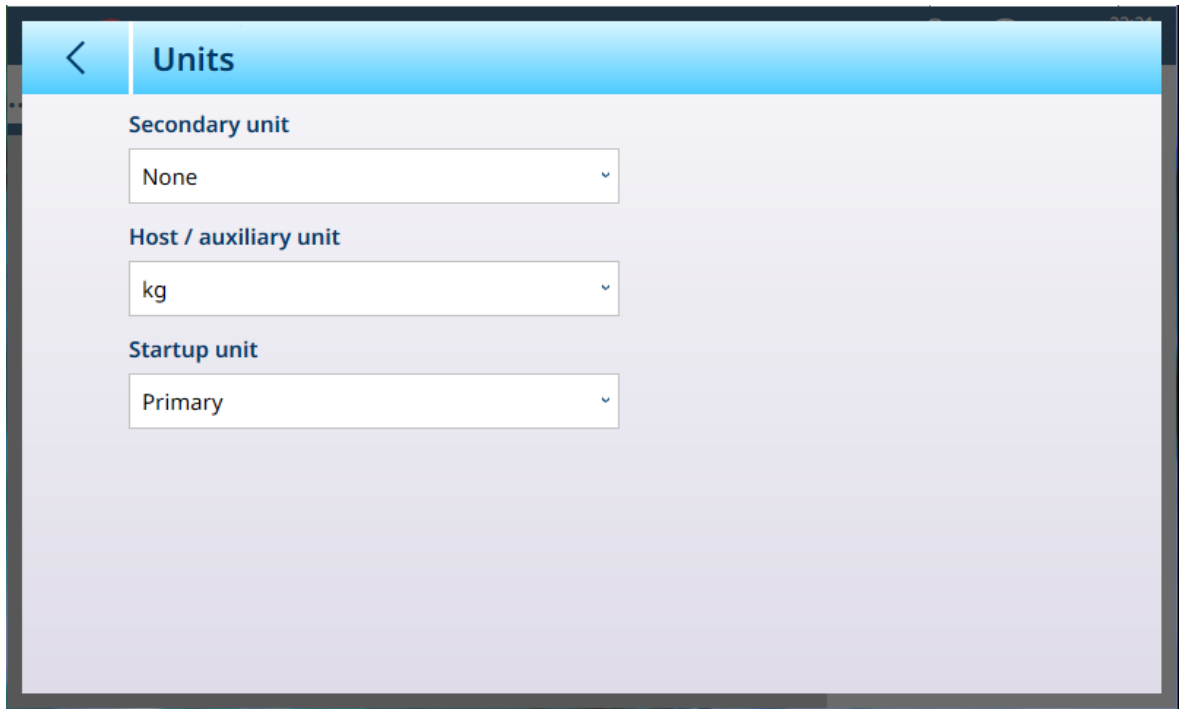 Units
Secondary unit
None
Host / auxiliary unit
kg
Startup unit
Primary